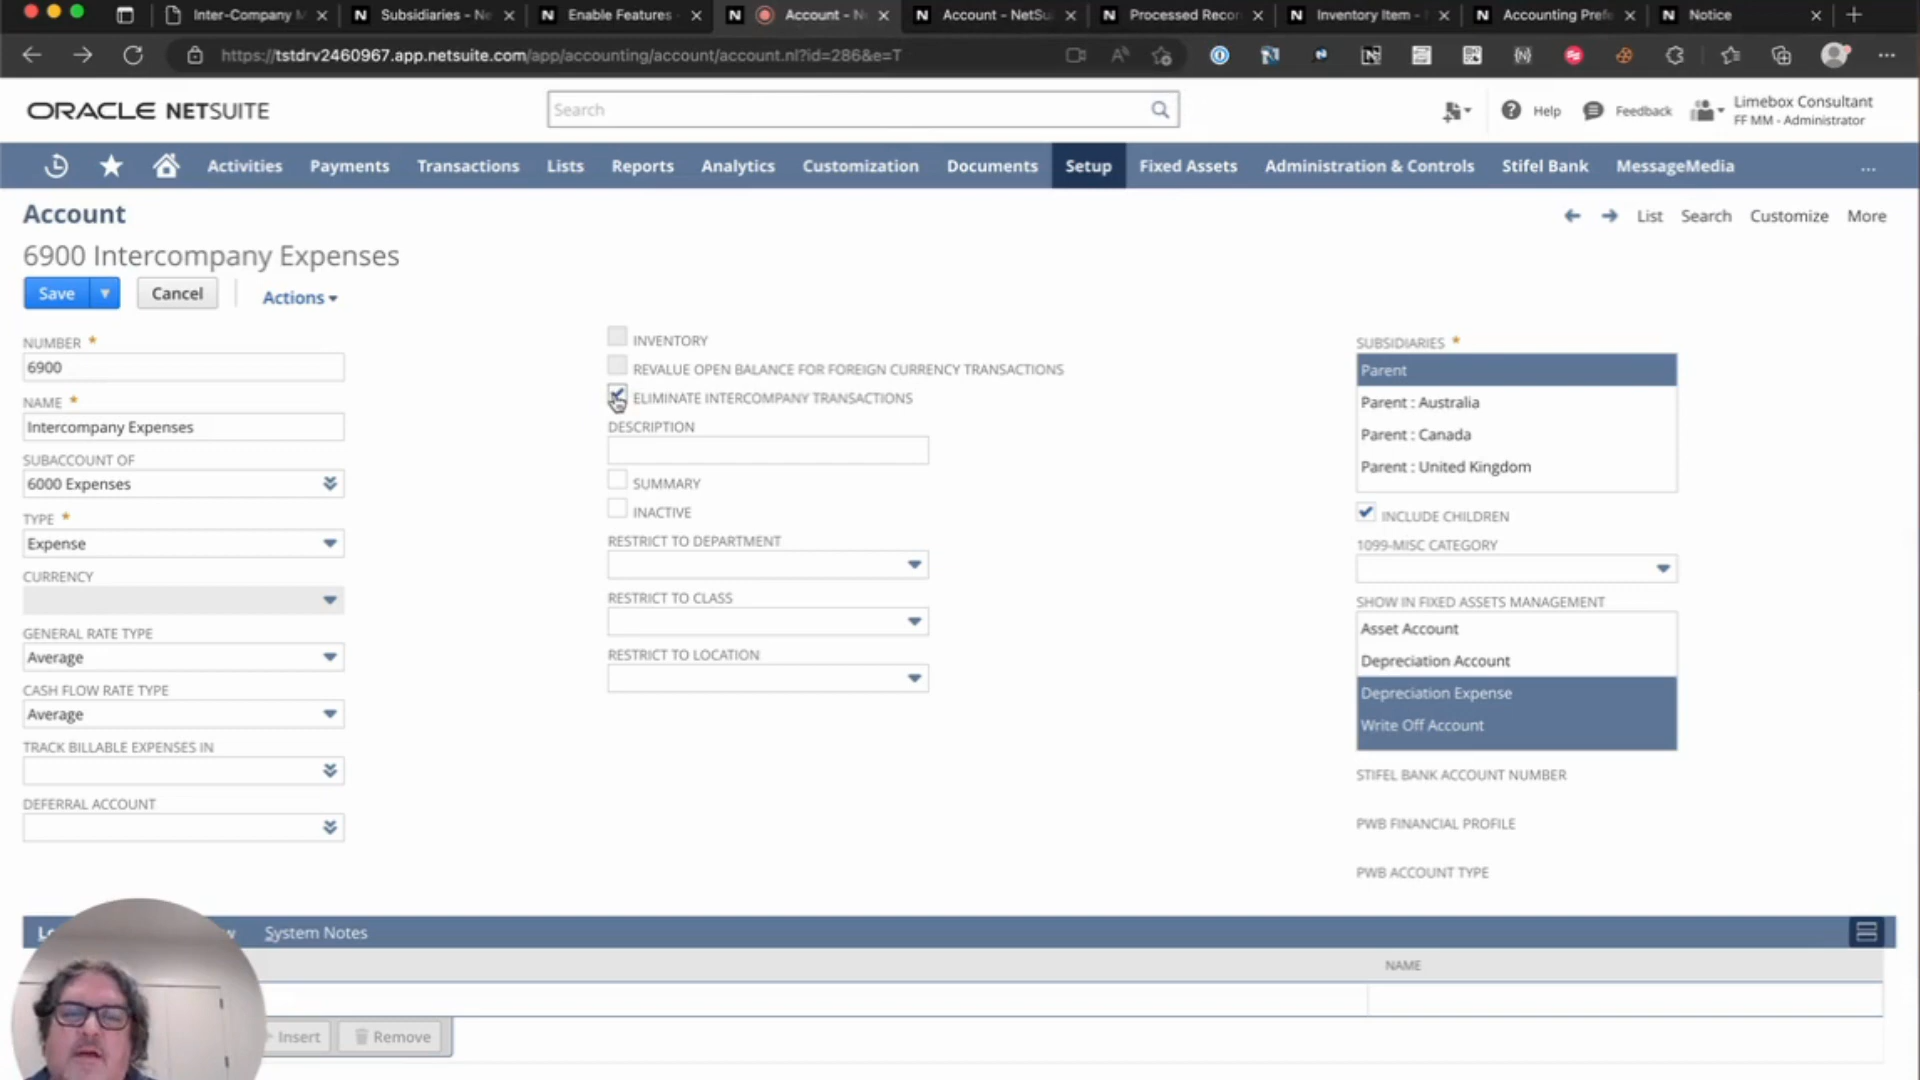 Inter-Company M
Subsidiaries - Ne
Enable Features -
Account - N
Account - NetSui
Processed Recor
Inventory Item -
Accounting Prefe
Notice
https://tstdrv2460967.app.netsuite.com/app/accounting/account/account.nl?id=286&e=T
ORACLE NETSUITE
Search
Help
Feedback
Limebox Consultant
FF MM - Administrator
Activities
Payments
Transactions
Lists
Reports
Analytics
Customization
Documents
Setup
Fixed Assets
Administration & Controls
Stifel Bank
MessageMedia
...
Account
List
Search
Customize
More
6900 Intercompany Expenses
Save
Cancel
Actions
NUMBER *
6900
NAME *
Intercompany Expenses
SUBACCOUNT OF
6000 Expenses
TYPE *
Expense
CURRENCY
GENERAL RATE TYPE
Average
CASH FLOW RATE TYPE
Average
TRACK BILLABLE EXPENSES IN
DEFERRAL ACCOUNT
INVENTORY
REVALUE OPEN BALANCE FOR FOREIGN CURRENCY TRANSACTIONS
ELIMINATE INTERCOMPANY TRANSACTIONS
DESCRIPTION
SUMMARY
INACTIVE
RESTRICT TO DEPARTMENT
RESTRICT TO CLASS
RESTRICT TO LOCATION
SUBSIDIARIES *
Parent
Parent : Australia
Parent : Canada
Parent : United Kingdom
INCLUDE CHILDREN
1099-MISC CATEGORY
SHOW IN FIXED ASSETS MANAGEMENT
Asset Account
Depreciation Account
Depreciation Expense
Write Off Account
STIFEL BANK ACCOUNT NUMBER
PWB FINANCIAL PROFILE
PWB ACCOUNT TYPE
System Notes
NAME
Insert
Remove